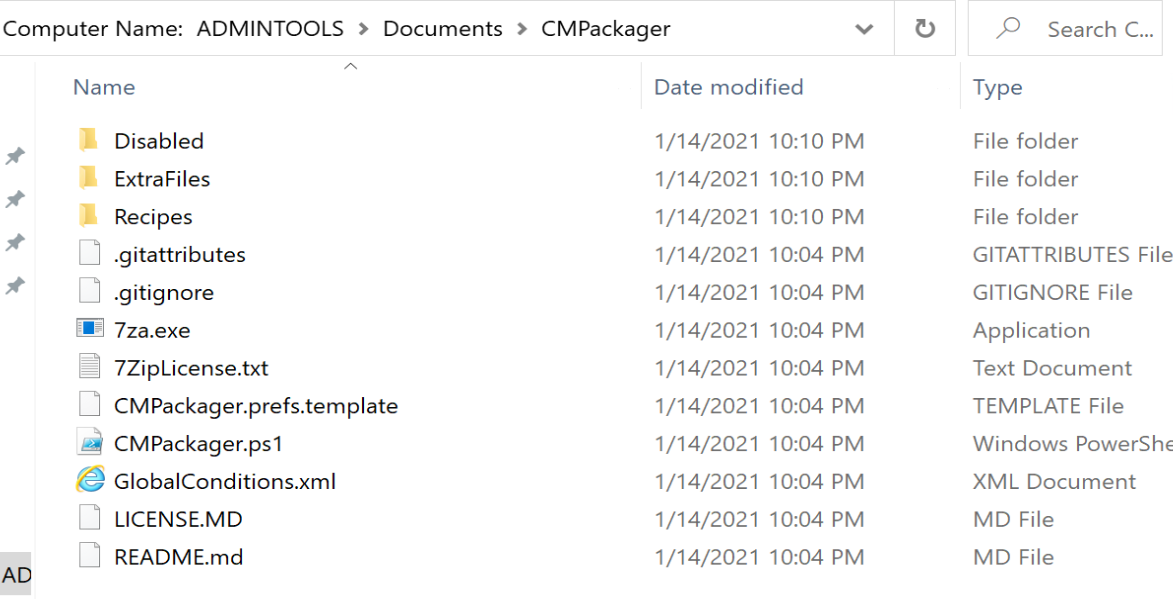 Computer Name: ADMINTOOLS > Documents > CMPackager Search C...
Name Date modified Type
Disabled 1/14/2021 10:10 PM File folder
ExtraFiles 1/14/2021 10:10 PM File folder
Recipes 1/14/2021 10:10 PM File folder
.gitattributes 1/14/2021 10:04 PM GITATTRIBUTES File
.gitignore 1/14/2021 10:04 PM GITIGNORE File
7za.exe 1/14/2021 10:04 PM Application
7ZipLicense.txt 1/14/2021 10:04 PM Text Document
CMPackager.prefs.template 1/14/2021 10:04 PM TEMPLATE File
CMPackager.ps1 1/14/2021 10:04 PM Windows PowerShe
GlobalConditions.xml 1/14/2021 10:04 PM XML Document
LICENSE.MD 1/14/2021 10:04 PM MD File
README.md 1/14/2021 10:04 PM MD File
AD